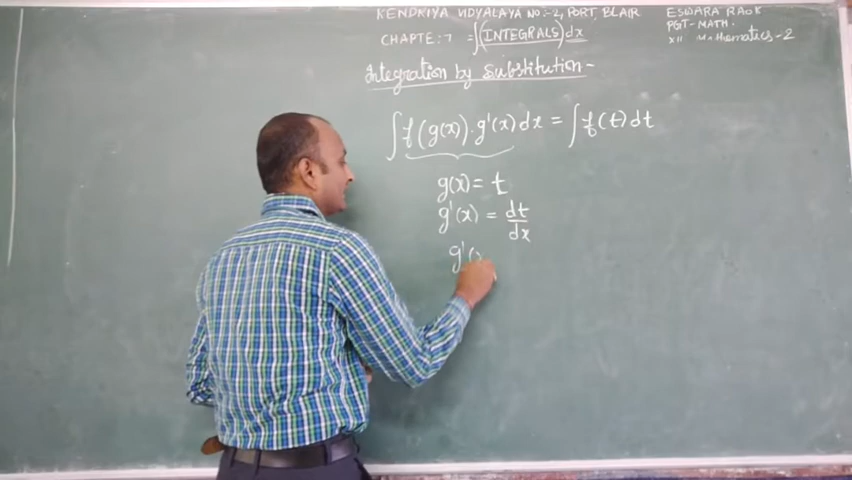 KENDRIYA VIDYALAYA NO:-2, PORT BLAIR
ESWARA RAO K
PGT-MATH.
XII Mathematics-2
CHAPTE:7 =∫(INTEGRALS)dx
Integration by Substitution-
∫f(g(x)).g'(x)dx = ∫f(t)dt
g(x) = t
g'(x) = dt/dx
g'(